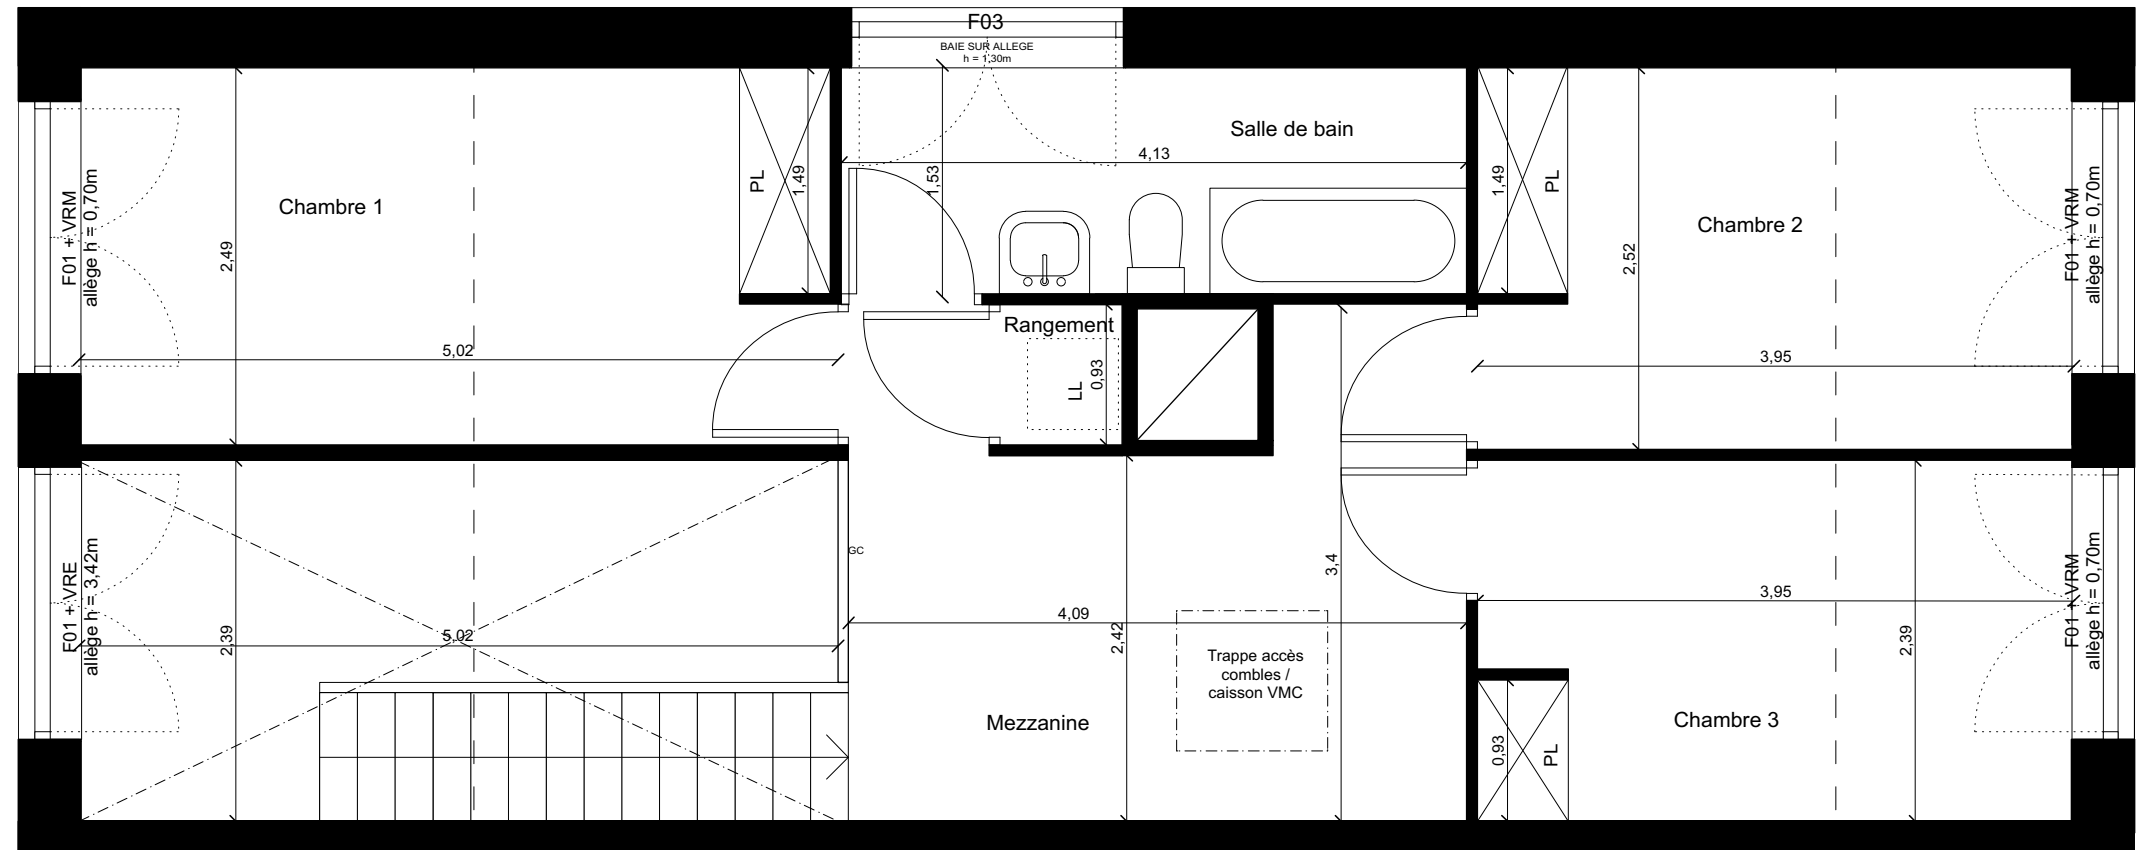 F03
BAIE SUR ALLEGE
h = 1,30m
Salle de bain
4,13
1,53
PL
1,49
Chambre 1
F01 + VRM
allège h = 0,70m
2,49
5,02
1,49
PL
Chambre 2
F01 + VRM
allège h = 0,70m
2,52
3,95
Rangement
LL
0,93
GC
F01 + VRE
allège h = 3,42m
2,39
5,02
4,09
2,42
3,4
Trappe accès
combles /
caisson VMC
Mezzanine
3,95
F01 + VRM
allège h = 0,70m
2,39
Chambre 3
0,93
PL